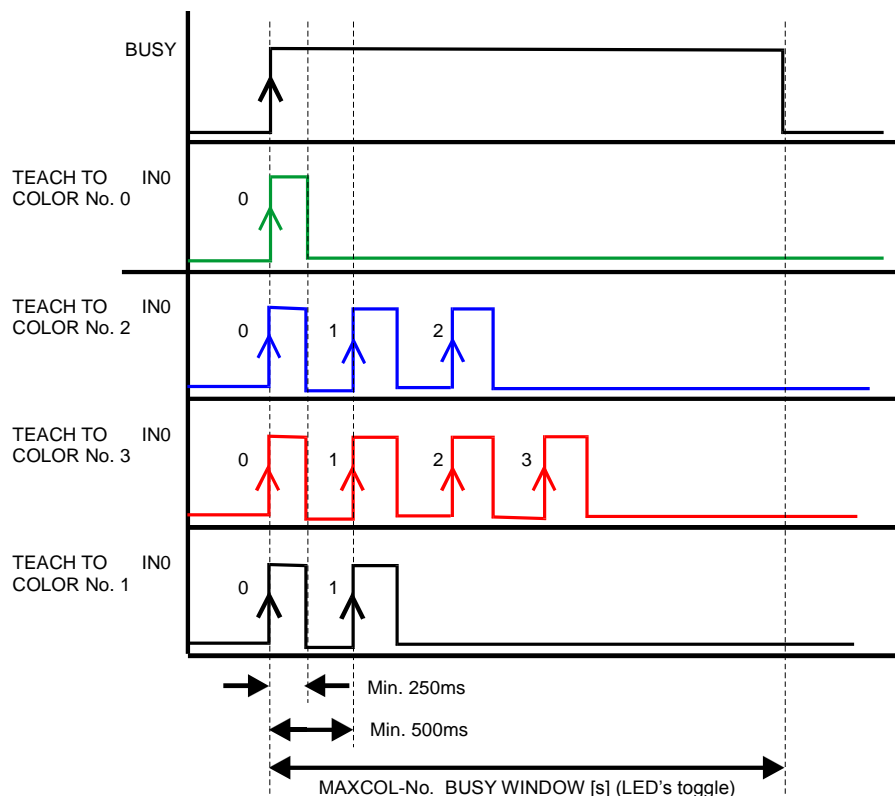 BUSY
TEACH TO IN0
COLOR No. 0 0
TEACH TO IN0
COLOR No. 2 0 1 2
TEACH TO IN0
COLOR No. 3 0 1 2 3
TEACH TO IN0
COLOR No. 1 0 1
Min. 250ms
Min. 500ms
MAXCOL-No. BUSY WINDOW [s] (LED's toggle)